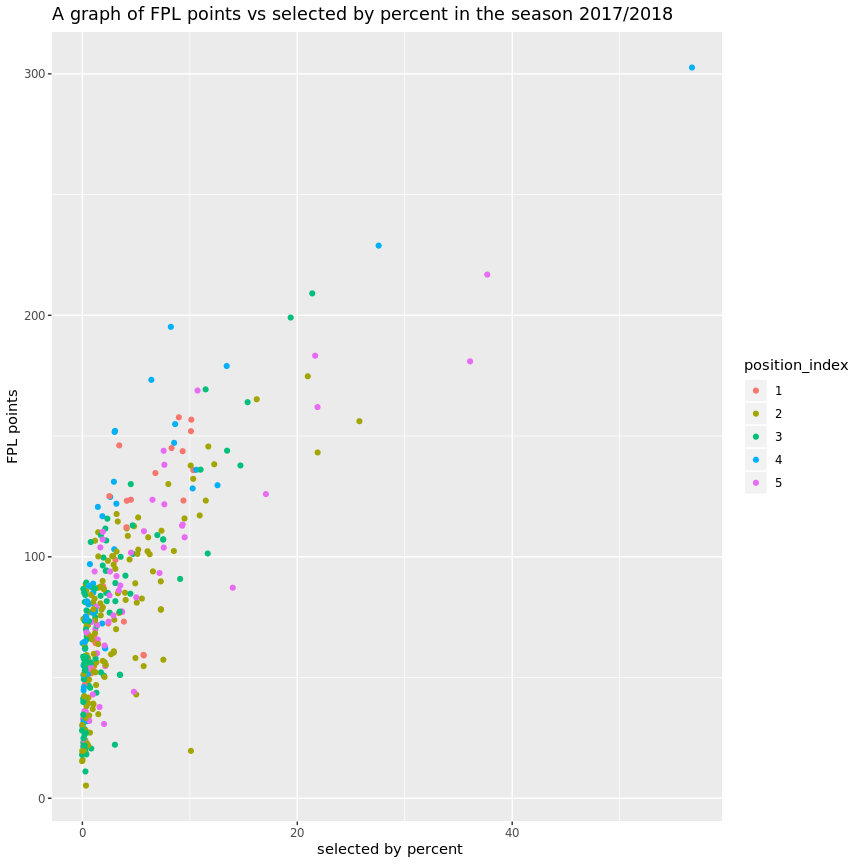 A graph of FPL points vs selected by percent in the season 2017/2018
300
200
100
0
FPL points
0 20 40
selected by percent
position_index
1
2
3
4
5